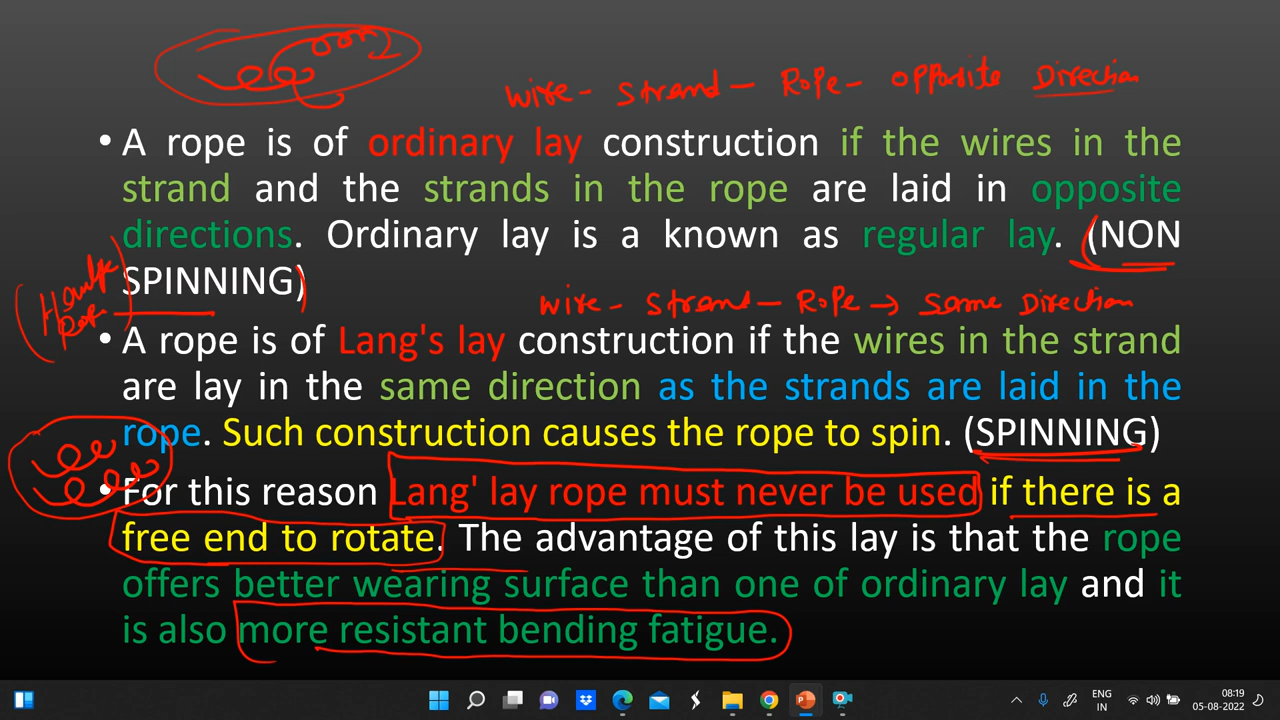 wire - strand - Rope - opposite Direction
• A rope is of ordinary lay construction if the wires in the
strand and the strands in the rope are laid in opposite
directions. Ordinary lay is a known as regular lay. (NON
SPINNING)
wire - strand - Rope → same Direction
• A rope is of Lang's lay construction if the wires in the strand
are lay in the same direction as the strands are laid in the
rope. Such construction causes the rope to spin. (SPINNING)
• For this reason Lang' lay rope must never be used if there is a
free end to rotate. The advantage of this lay is that the rope
offers better wearing surface than one of ordinary lay and it
is also more resistant bending fatigue.
ENG
IN
08:19
05-08-2022